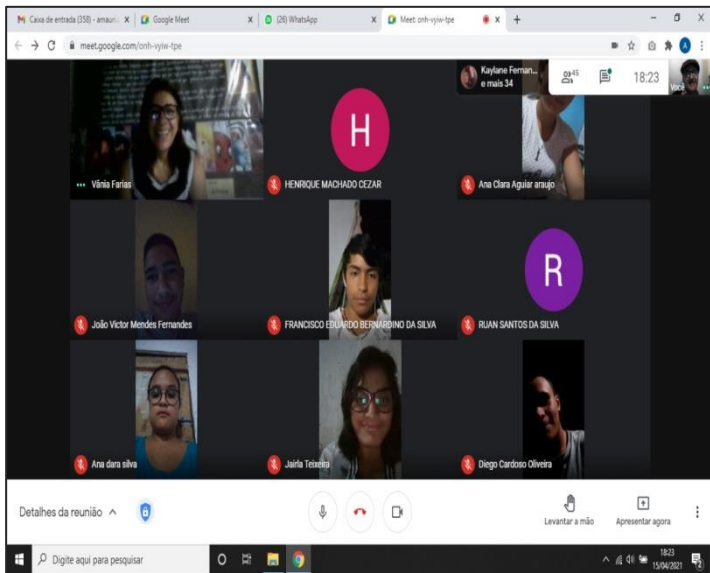 Caixa de entrada (358) - amauri.c
Google Meet
(26) WhatsApp
Meet: onh-vyiw-tpe
meet.google.com/onh-vyiw-tpe
A
Kaylane Fernan...
e mais 34
45
18:23
Você
Vânia Farias
H
HENRIQUE MACHADO CEZAR
Ana Clara Aguiar araujo
João Victor Mendes Fernandes
FRANCISCO EDUARDO BERNARDINO DA SILVA
R
RUAN SANTOS DA SILVA
Ana dara silva
Jairla Teixeira
Diego Cardoso Oliveira
Detalhes da reunião
Levantar a mão
Apresentar agora
Digite aqui para pesquisar
18:23
15/04/2021
2